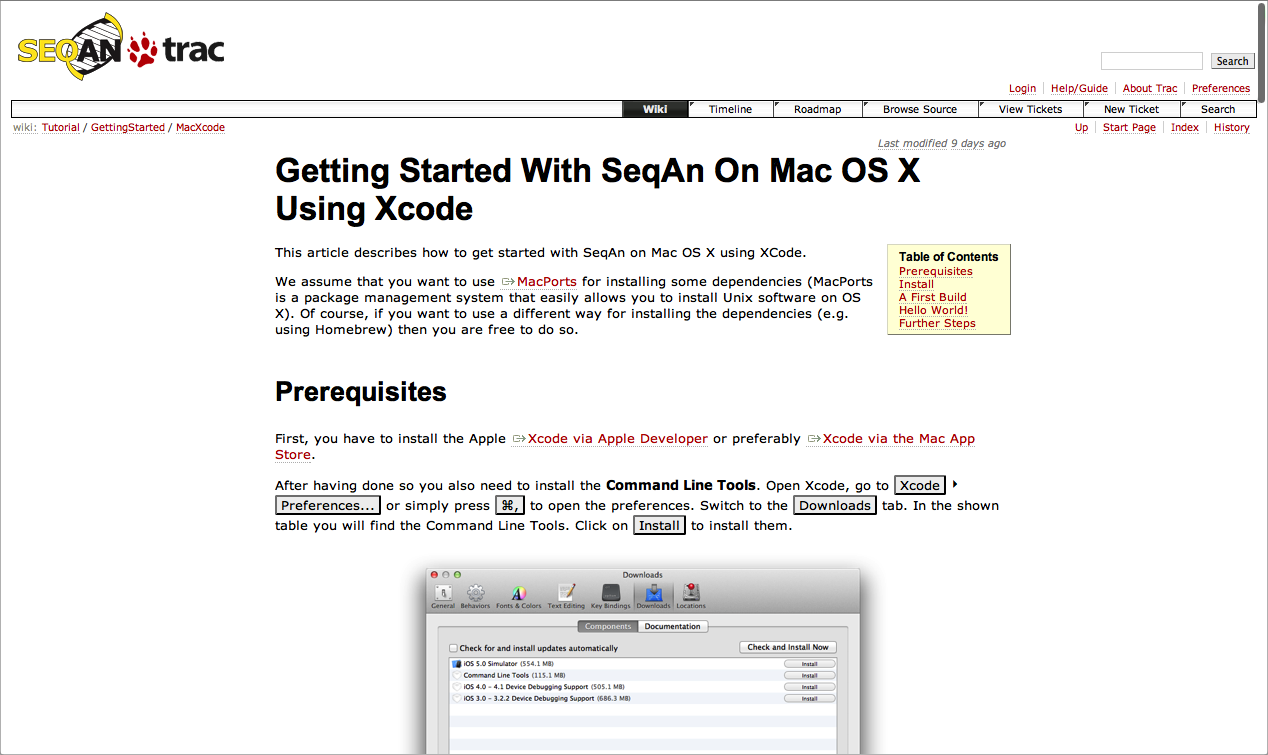 SEQAN trac
Search
Login Help/Guide About Trac Preferences
Wiki Timeline Roadmap Browse Source View Tickets New Ticket Search
wiki: Tutorial / GettingStarted / MacXcode
Up Start Page Index History
Last modified 9 days ago
Getting Started With SeqAn On Mac OS X
Using Xcode
This article describes how to get started with SeqAn on Mac OS X using XCode.
We assume that you want to use MacPorts for installing some dependencies (MacPorts
is a package management system that easily allows you to install Unix software on OS
X). Of course, if you want to use a different way for installing the dependencies (e.g.
using Homebrew) then you are free to do so.
Table of Contents
Prerequisites
Install
A First Build
Hello World!
Further Steps
Prerequisites
First, you have to install the Apple Xcode via Apple Developer or preferably Xcode via the Mac App
Store.
After having done so you also need to install the Command Line Tools. Open Xcode, go to Xcode ▸
Preferences... or simply press ⌘, to open the preferences. Switch to the Downloads tab. In the shown
table you will find the Command Line Tools. Click on Install to install them.
Downloads
General Behaviors Fonts & Colors Text Editing Key Bindings Downloads Locations
Components Documentation
Check for and install updates automatically Check and Install Now
iOS 5.0 Simulator (554.1 MB) Install
Command Line Tools (115.1 MB) Install
iOS 4.0 – 4.1 Device Debugging Support (505.1 MB) Install
iOS 3.0 – 3.2.2 Device Debugging Support (686.3 MB) Install